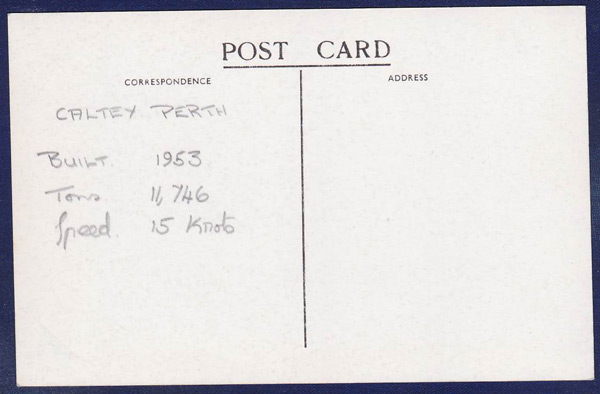 POST CARD
CORRESPONDENCE
ADDRESS
CALTEX PERTH
BUILT 1953
Tons 11,746
Speed. 15 Knots